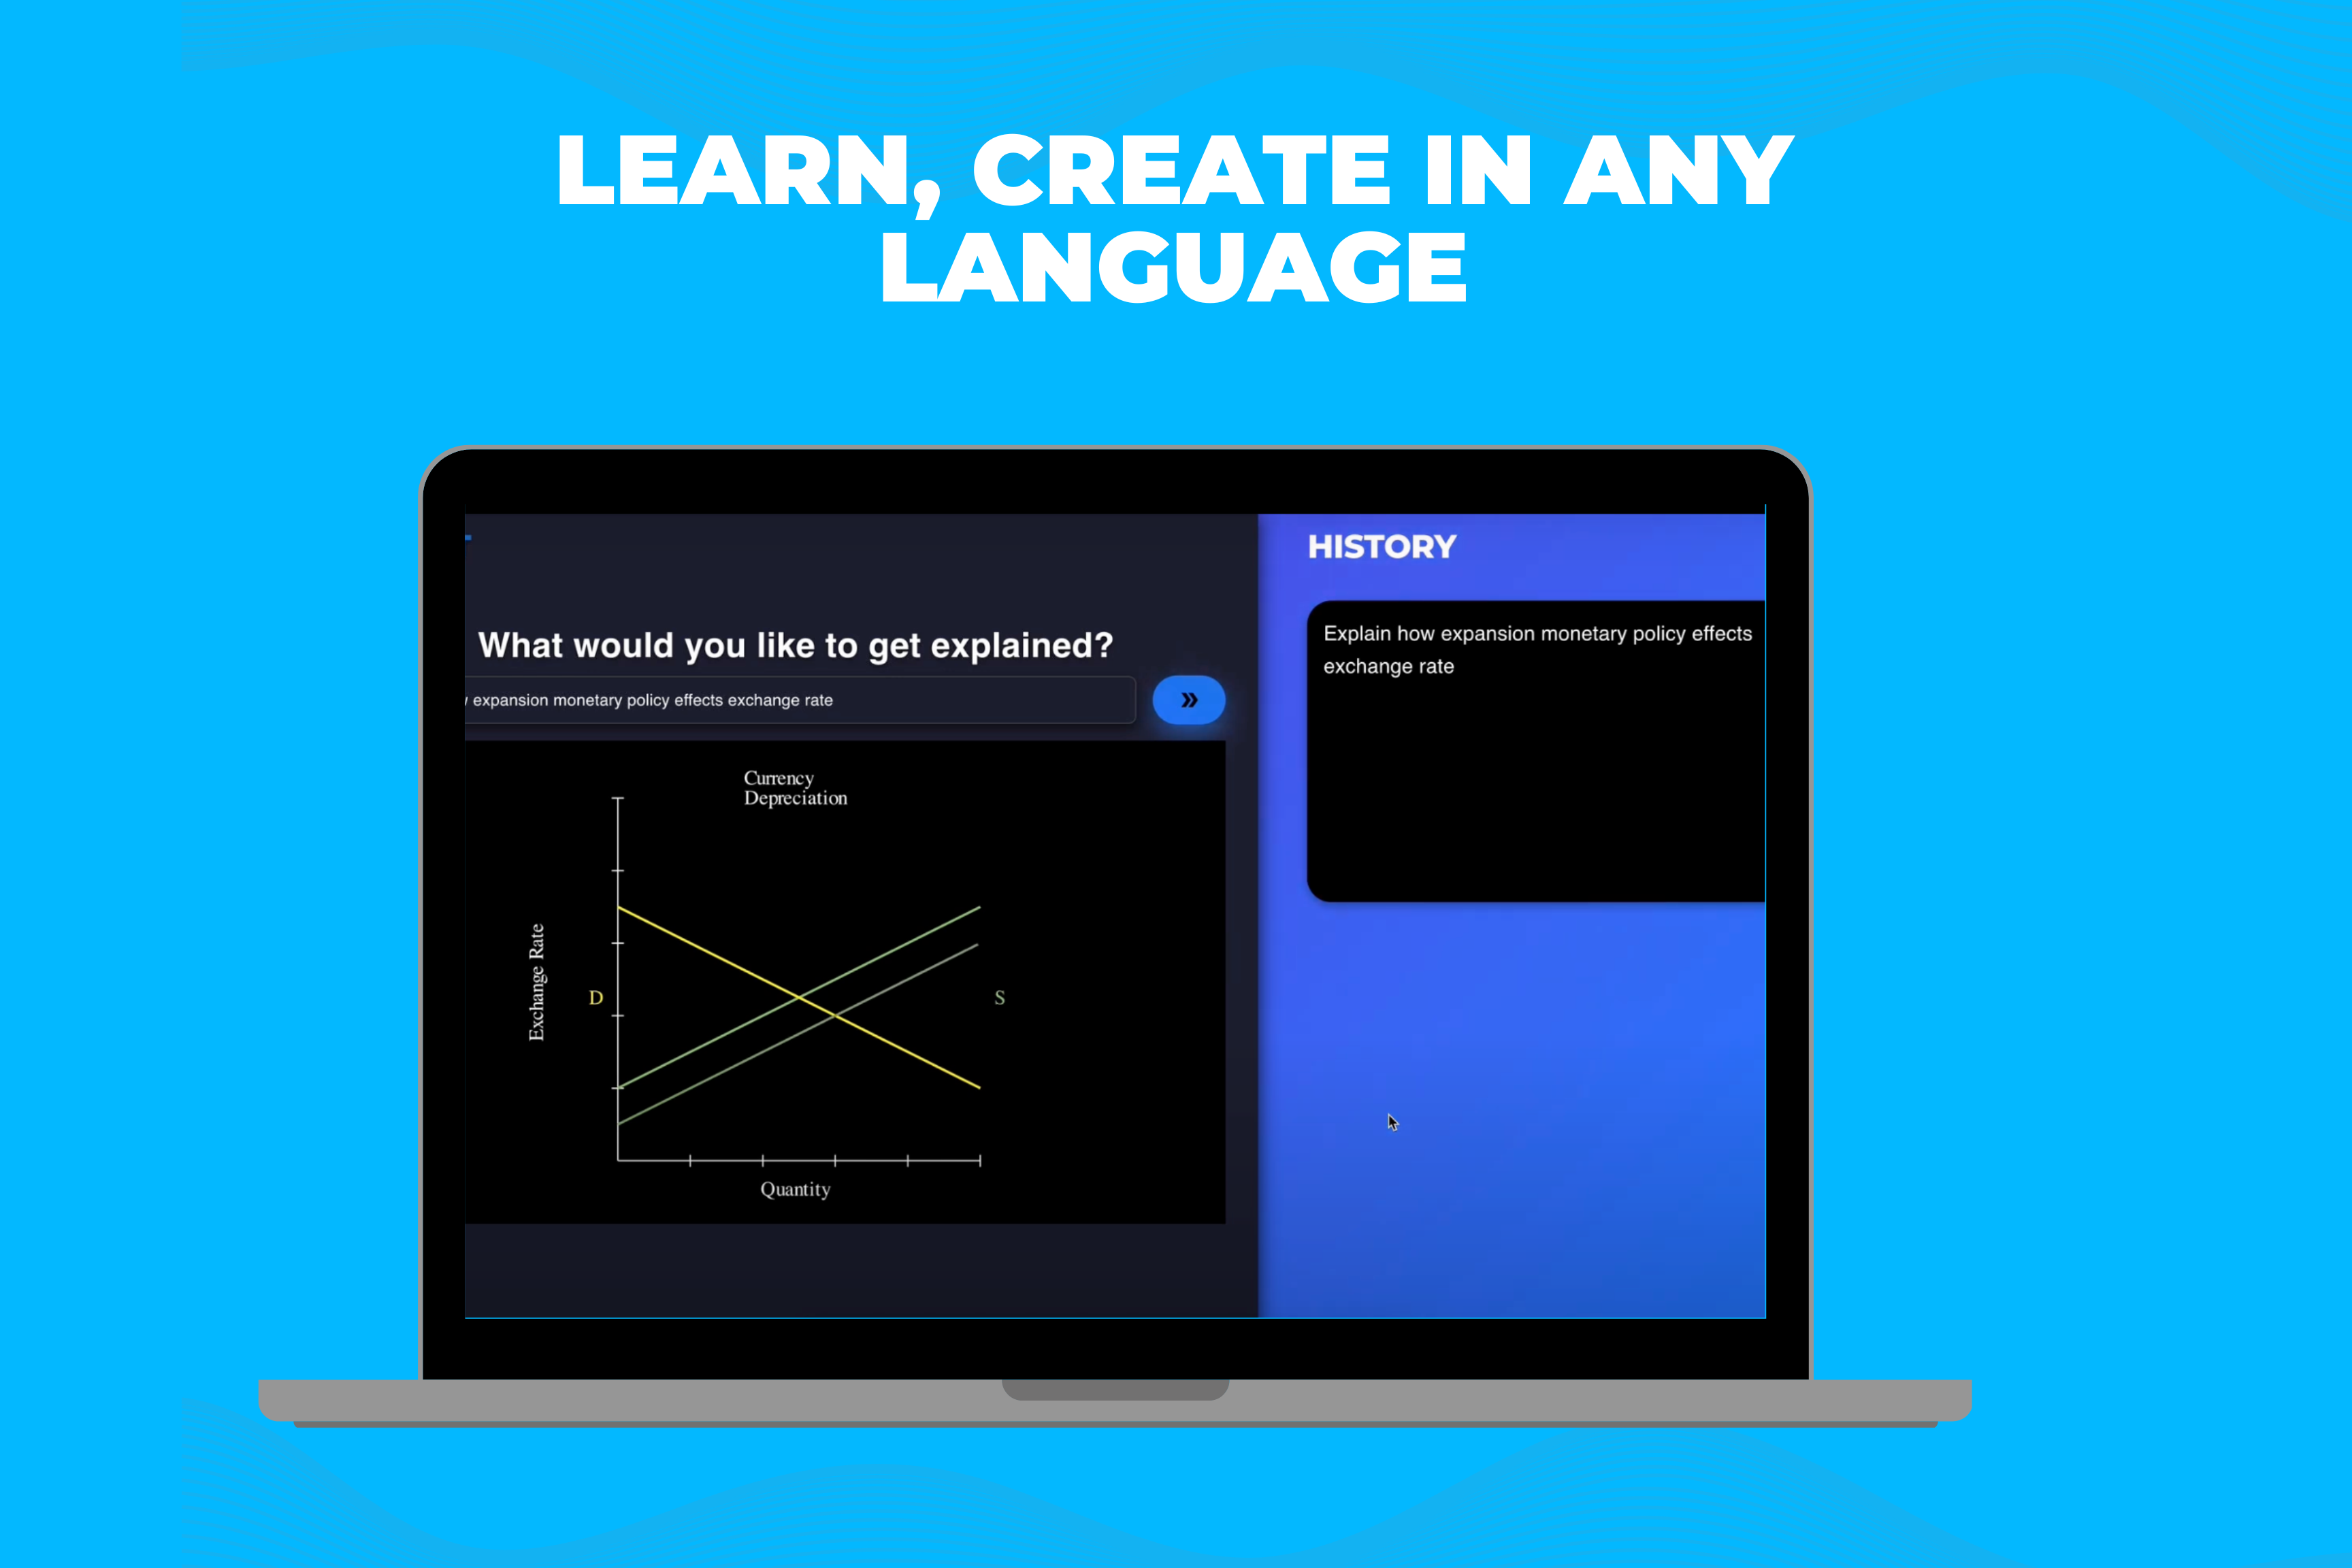 LEARN, CREATE IN ANY
LANGUAGE
HISTORY
What would you like to get explained?
expansion monetary policy effects exchange rate
Explain how expansion monetary policy effects
exchange rate
Currency
Depreciation
Exchange Rate
D
S
Quantity